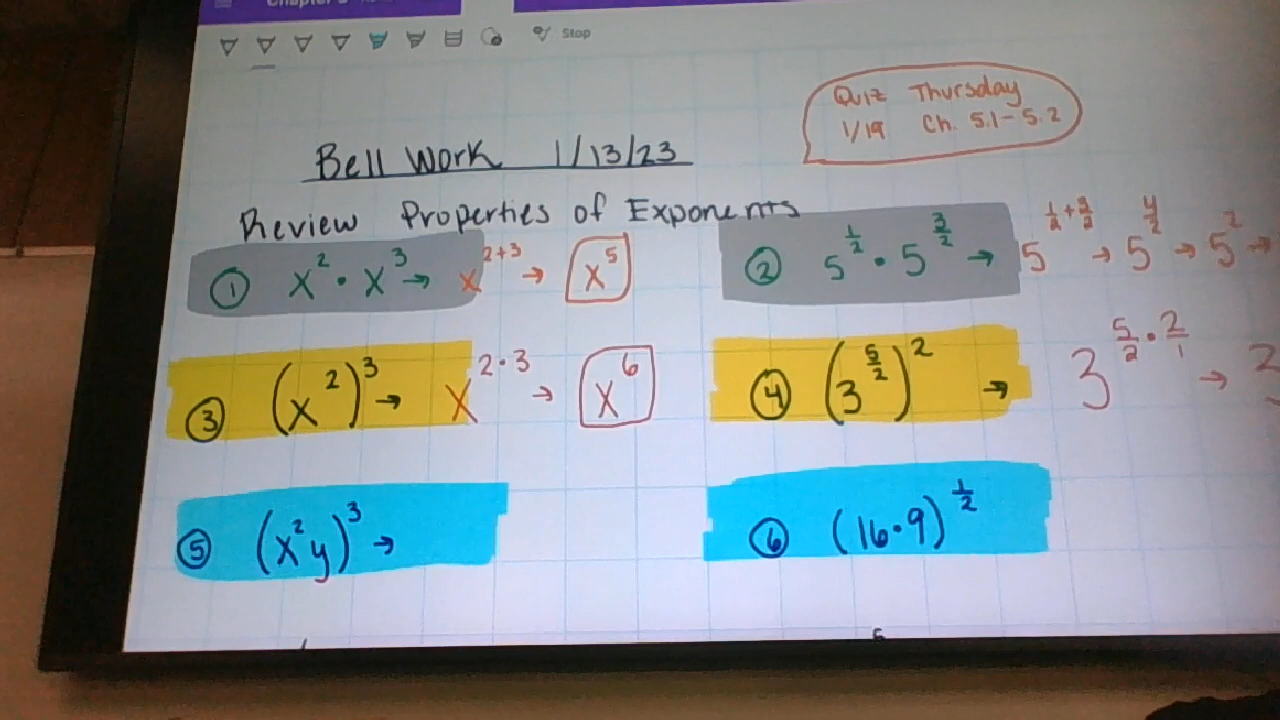 Stop
Quiz Thursday
1/19 Ch. 5.1-5.2
Bell Work 1/13/23
Review Properties of Exponents
① x² · x³ → x²⁺³ → x⁵
② 5^(1/2) · 5^(3/2) → 5^(1/2 + 3/2) → 5^(4/2) → 5² →
③ (x²)³ → x^(2·3) → x⁶
④ (3^(5/2))² → 3^(5/2 · 2/1) →
⑤ (x²y)³ →
⑥ (16·9)^(1/2)